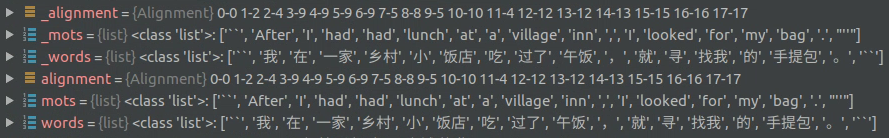 _alignment = {Alignment} 0-0 1-2 2-4 3-9 4-9 5-9 6-9 7-5 8-8 9-5 10-10 11-4 12-12 13-12 14-13 15-15 16-16 17-17
_mots = {list} <class 'list'>: ['``', 'After', 'I', 'had', 'had', 'lunch', 'at', 'a', 'village', 'inn', ',', 'I', 'looked', 'for', 'my', 'bag', '.', "''"]
_words = {list} <class 'list'>: ['``', '我', '在', '一家', '乡村', '小', '饭店', '吃', '过了', '午饭', '，', '就', '寻', '找我', '的', '手提包', '。', '``']
alignment = {Alignment} 0-0 1-2 2-4 3-9 4-9 5-9 6-9 7-5 8-8 9-5 10-10 11-4 12-12 13-12 14-13 15-15 16-16 17-17
mots = {list} <class 'list'>: ['``', 'After', 'I', 'had', 'had', 'lunch', 'at', 'a', 'village', 'inn', ',', 'I', 'looked', 'for', 'my', 'bag', '.', "''"]
words = {list} <class 'list'>: ['``', '我', '在', '一家', '乡村', '小', '饭店', '吃', '过了', '午饭', '，', '就', '寻', '找我', '的', '手提包', '。', '``']